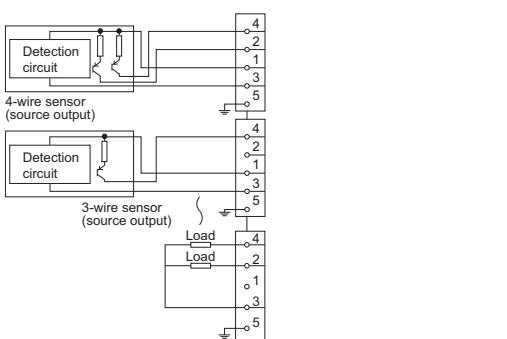 4
2
Detection
circuit
1
3
5
4-wire sensor
(source output)
4
2
Detection
circuit
1
3
5
3-wire sensor
(source output)
Load
4
Load
2
1
3
5